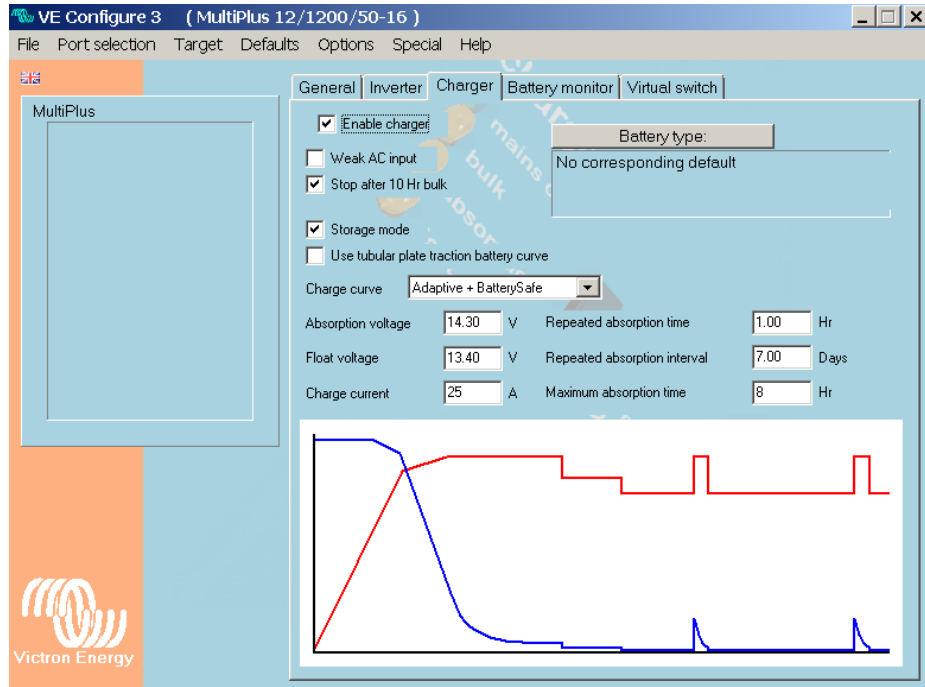 VE Configure 3 ( MultiPlus 12/1200/50-16 )
File Port selection Target Defaults Options Special Help
General Inverter Charger Battery monitor Virtual switch
MultiPlus
Enable charger
Battery type:
Weak AC input
No corresponding default
Stop after 10 Hr bulk
Storage mode
Use tubular plate traction battery curve
Charge curve Adaptive + BatterySafe
Absorption voltage 14.30 V Repeated absorption time 1.00 Hr
Float voltage 13.40 V Repeated absorption interval 7.00 Days
Charge current 25 A Maximum absorption time 8 Hr
mains
bulk
Victron Energy